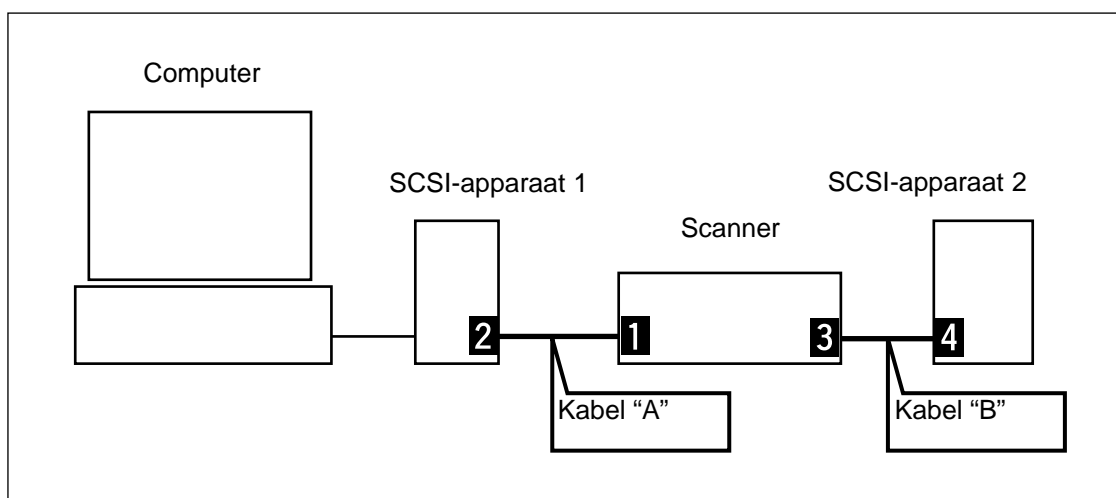 Computer
SCSI-apparaat 1
SCSI-apparaat 2
Scanner
2
1
3
4
Kabel “A”
Kabel “B”